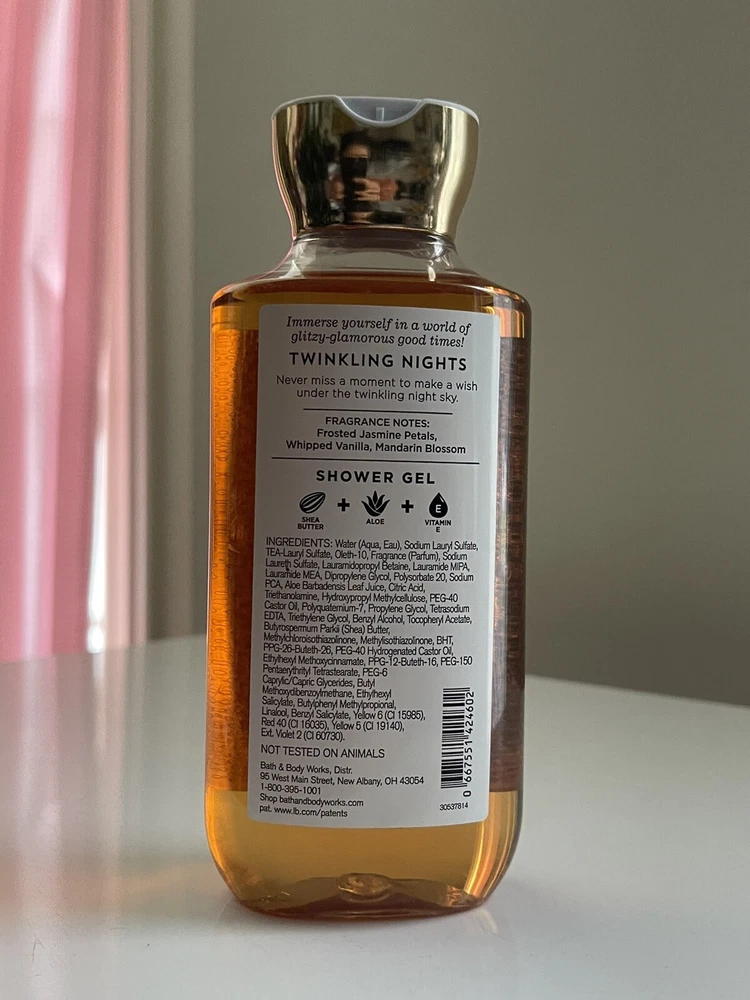 Immerse yourself in a world of
glitzy-glamorous good times!
TWINKLING NIGHTS
Never miss a moment to make a wish
under the twinkling night sky.
FRAGRANCE NOTES:
Frosted Jasmine Petals,
Whipped Vanilla, Mandarin Blossom
SHOWER GEL
SHEA
BUTTER
+
ALOE
+
E
VITAMIN
E
INGREDIENTS: Water (Aqua, Eau), Sodium Lauryl Sulfate,
TEA-Lauryl Sulfate, Oleth-10, Fragrance (Parfum), Sodium
Laureth Sulfate, Lauramidopropyl Betaine, Lauramide MIPA,
Lauramide MEA, Dipropylene Glycol, Polysorbate 20, Sodium
PCA, Aloe Barbadensis Leaf Juice, Citric Acid,
Triethanolamine, Hydroxypropyl Methylcellulose, PEG-40
Castor Oil, Polyquaternium-7, Propylene Glycol, Tetrasodium
EDTA, Triethylene Glycol, Benzyl Alcohol, Tocopheryl Acetate,
Butyrospermum Parkii (Shea) Butter,
Methylchloroisothiazolinone, Methylisothiazolinone, BHT,
PPG-26-Buteth-26, PEG-40 Hydrogenated Castor Oil,
Ethylhexyl Methoxycinnamate, PPG-12-Buteth-16, PEG-150
Pentaerythrityl Tetrastearate, PEG-6
Caprylic/Capric Glycerides, Butyl
Methoxydibenzoylmethane, Ethylhexyl
Salicylate, Butylphenyl Methylpropional,
Linalool, Benzyl Salicylate, Yellow 6 (CI 15985),
Red 40 (CI 16035), Yellow 5 (CI 19140),
Ext. Violet 2 (CI 60730).
NOT TESTED ON ANIMALS
Bath & Body Works, Distr.
95 West Main Street, New Albany, OH 43054
1-800-395-1001
Shop bathandbodyworks.com
pat. www.lb.com/patents
0 667551 424602
30537814